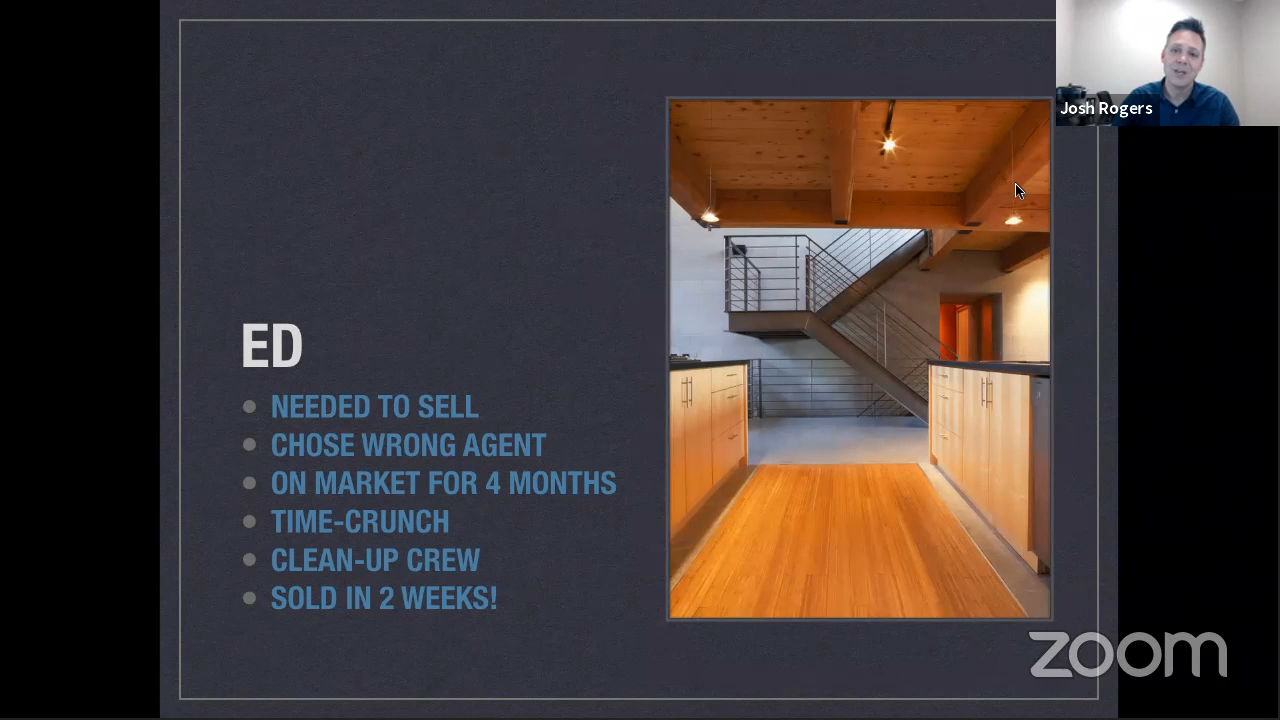 Josh Rogers
ED
NEEDED TO SELL
CHOSE WRONG AGENT
ON MARKET FOR 4 MONTHS
TIME-CRUNCH
CLEAN-UP CREW
SOLD IN 2 WEEKS!
zoom